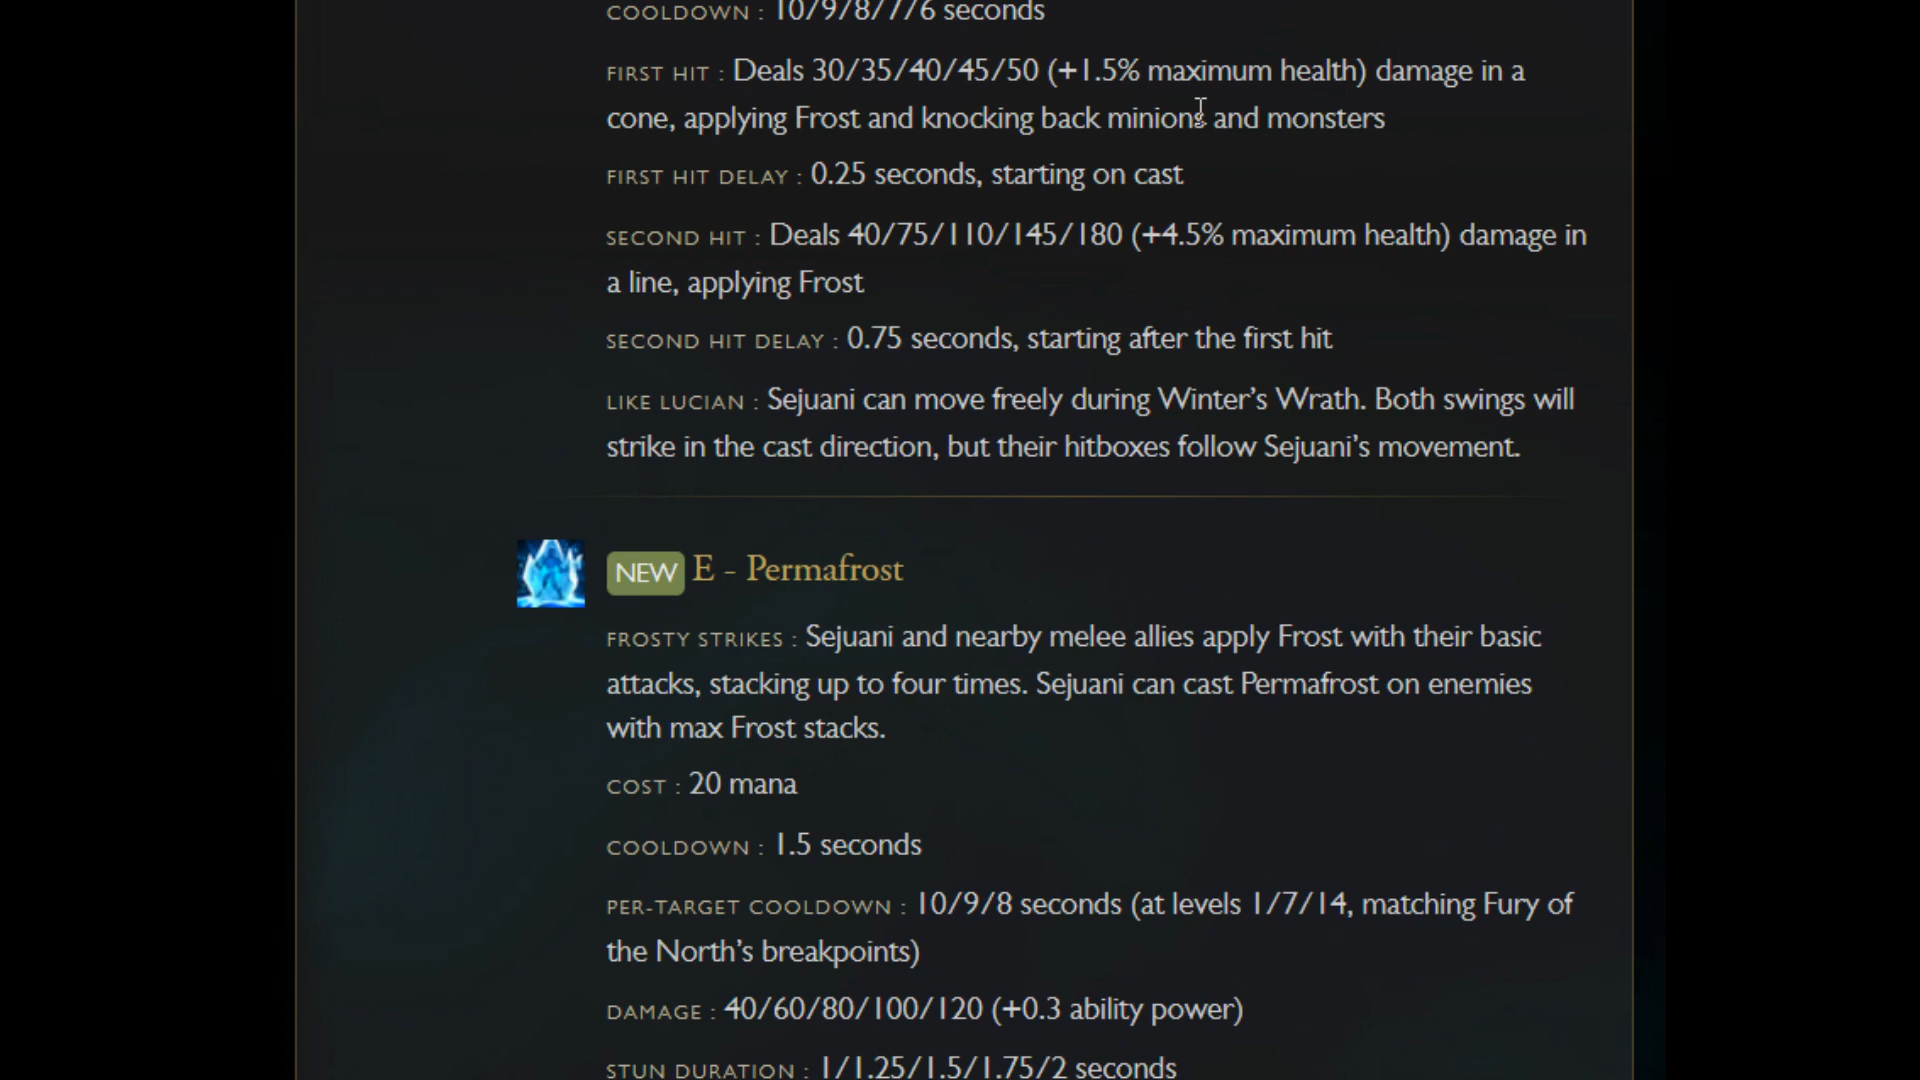 COOLDOWN : 10/9/8/7/6 seconds
FIRST HIT : Deals 30/35/40/45/50 (+1.5% maximum health) damage in a
cone, applying Frost and knocking back minions and monsters
FIRST HIT DELAY : 0.25 seconds, starting on cast
SECOND HIT : Deals 40/75/110/145/180 (+4.5% maximum health) damage in
a line, applying Frost
SECOND HIT DELAY : 0.75 seconds, starting after the first hit
LIKE LUCIAN : Sejuani can move freely during Winter’s Wrath. Both swings will
strike in the cast direction, but their hitboxes follow Sejuani’s movement.
NEW E - Permafrost
FROSTY STRIKES : Sejuani and nearby melee allies apply Frost with their basic
attacks, stacking up to four times. Sejuani can cast Permafrost on enemies
with max Frost stacks.
COST : 20 mana
COOLDOWN : 1.5 seconds
PER-TARGET COOLDOWN : 10/9/8 seconds (at levels 1/7/14, matching Fury of
the North’s breakpoints)
DAMAGE : 40/60/80/100/120 (+0.3 ability power)
STUN DURATION : 1/1.25/1.5/1.75/2 seconds